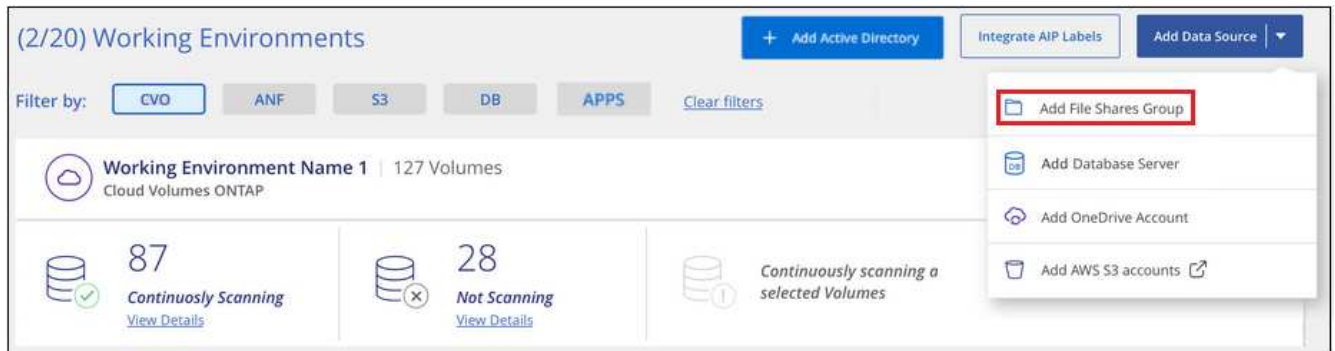 (2/20) Working Environments
+ Add Active Directory
Integrate AIP Labels
Add Data Source
Filter by: CVO ANF S3 DB APPS Clear filters
Add File Shares Group
DB Add Database Server
Add OneDrive Account
Add AWS S3 accounts
Working Environment Name 1 | 127 Volumes
Cloud Volumes ONTAP
87
Continuosly Scanning
View Details
28
Not Scanning
View Details
Continuously scanning a
selected Volumes